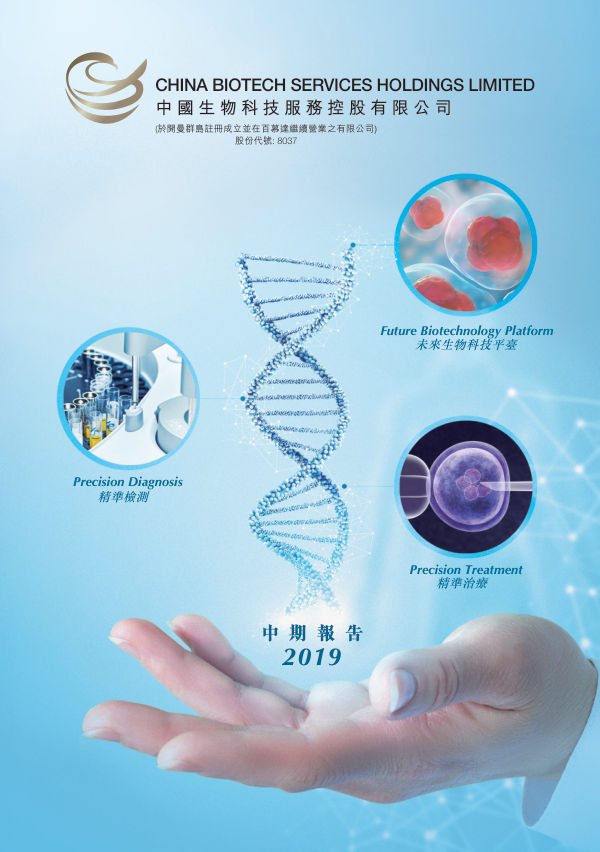 CHINA BIOTECH SERVICES HOLDINGS LIMITED
中國生物科技服務控股有限公司
(於開曼群島註冊成立並在百慕達繼續營業之有限公司)
股份代號: 8037
Future Biotechnology Platform
未來生物科技平臺
Precision Diagnosis
精準檢測
Precision Treatment
精準治療
中期報告
2019